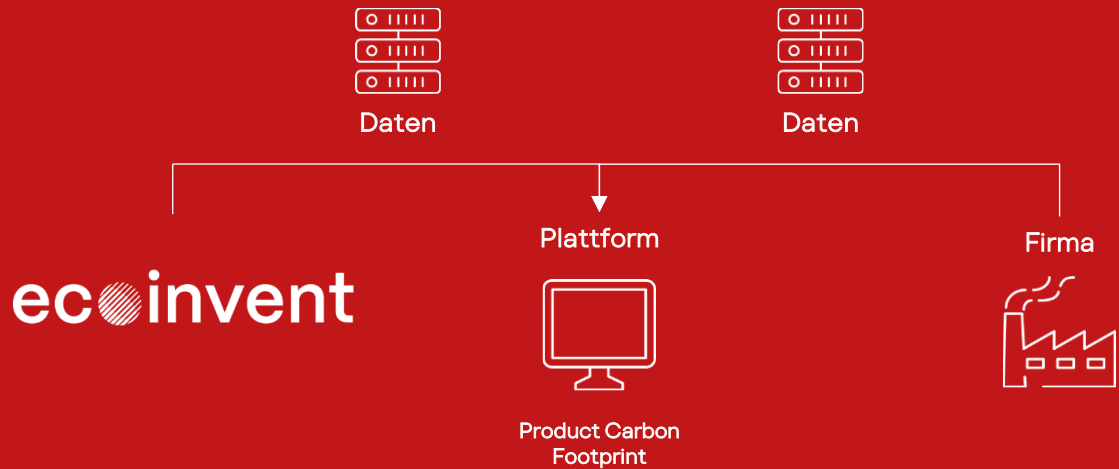 Daten
Daten
Plattform
Firma
ecoinvent
Product Carbon
Footprint